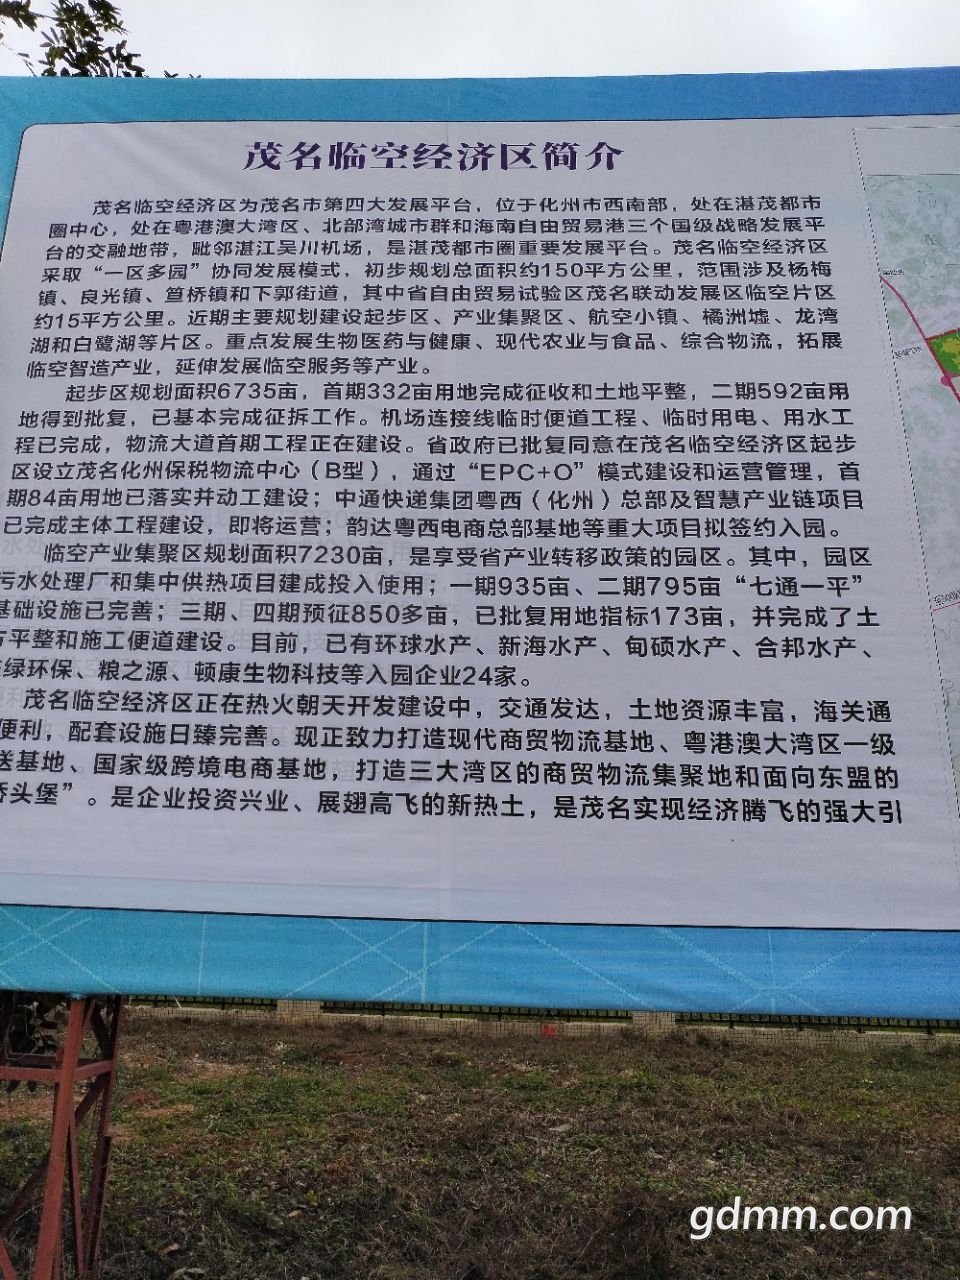 茂名临空经济区简介
茂名临空经济区为茂名市第四大发展平台，位于化州市西南部，处在湛茂都市
圈中心，处在粤港澳大湾区、北部湾城市群和海南自由贸易港三个国级战略发展平
台的交融地带，毗邻湛江吴川机场，是湛茂都市圈重要发展平台。茂名临空经济区
采取“一区多园”协同发展模式，初步规划总面积约150平方公里，范围涉及杨梅
镇、良光镇、笪桥镇和下郭街道，其中省自由贸易试验区茂名联动发展区临空片区
约15平方公里。近期主要规划建设起步区、产业集聚区、航空小镇、橘洲墟、龙湾
湖和白鹭湖等片区。重点发展生物医药与健康、现代农业与食品、综合物流，拓展
临空智造产业，延伸发展临空服务等产业。
起步区规划面积6735亩，首期332亩用地完成征收和土地平整，二期592亩用
地得到批复，已基本完成征拆工作。机场连接线临时便道工程、临时用电、用水工
程已完成，物流大道首期工程正在建设。省政府已批复同意在茂名临空经济区起步
区设立茂名化州保税物流中心（B型），通过“EPC+O”模式建设和运营管理，首
期84亩用地已落实并动工建设；中通快递集团粤西（化州）总部及智慧产业链项目
已完成主体工程建设，即将运营；韵达粤西电商总部基地等重大项目拟签约入园。
临空产业集聚区规划面积7230亩，是享受省产业转移政策的园区。其中，园区
污水处理厂和集中供热项目建成投入使用；一期935亩、二期795亩“七通一平”
基础设施已完善；三期、四期预征850多亩，已批复用地指标173亩，并完成了土
方平整和施工便道建设。目前，已有环球水产、新海水产、甸硕水产、合邦水产、
绿环保、粮之源、顿康生物科技等入园企业24家。
茂名临空经济区正在热火朝天开发建设中，交通发达，土地资源丰富，海关通
便利，配套设施日臻完善。现正致力打造现代商贸物流基地、粤港澳大湾区一级
送基地、国家级跨境电商基地，打造三大湾区的商贸物流集聚地和面向东盟的
桥头堡”。是企业投资兴业、展翅高飞的新热土，是茂名实现经济腾飞的强大引
gdmm.com